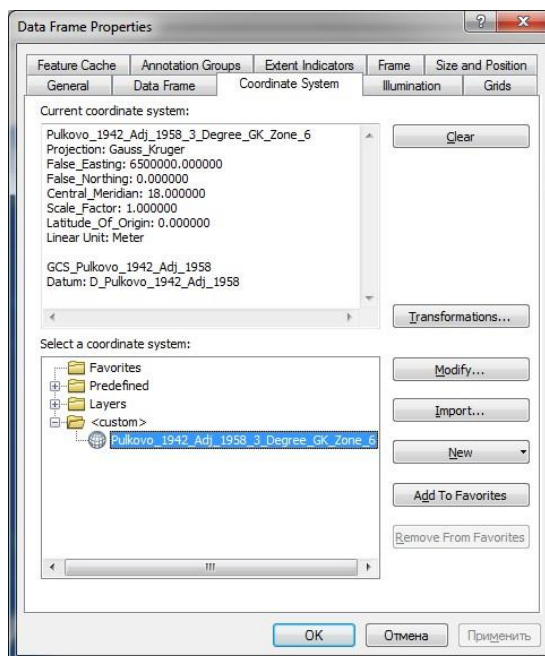 Data Frame Properties
Feature Cache Annotation Groups Extent Indicators Frame Size and Position
General Data Frame Coordinate System Illumination Grids
Current coordinate system:
Pulkovo_1942_Adj_1958_3_Degree_GK_Zone_6
Projection: Gauss_Kruger
False_Easting: 6500000.000000
False_Northing: 0.000000
Central_Meridian: 18.000000
Scale_Factor: 1.000000
Latitude_Of_Origin: 0.000000
Linear Unit: Meter
GCS_Pulkovo_1942_Adj_1958
Datum: D_Pulkovo_1942_Adj_1958
Clear
Transformations...
Select a coordinate system:
Favorites
Predefined
Layers
<custom>
Pulkovo_1942_Adj_1958_3_Degree_GK_Zone_6
Modify...
Import...
New
Add To Favorites
Remove From Favorites
OK Отмена Применить